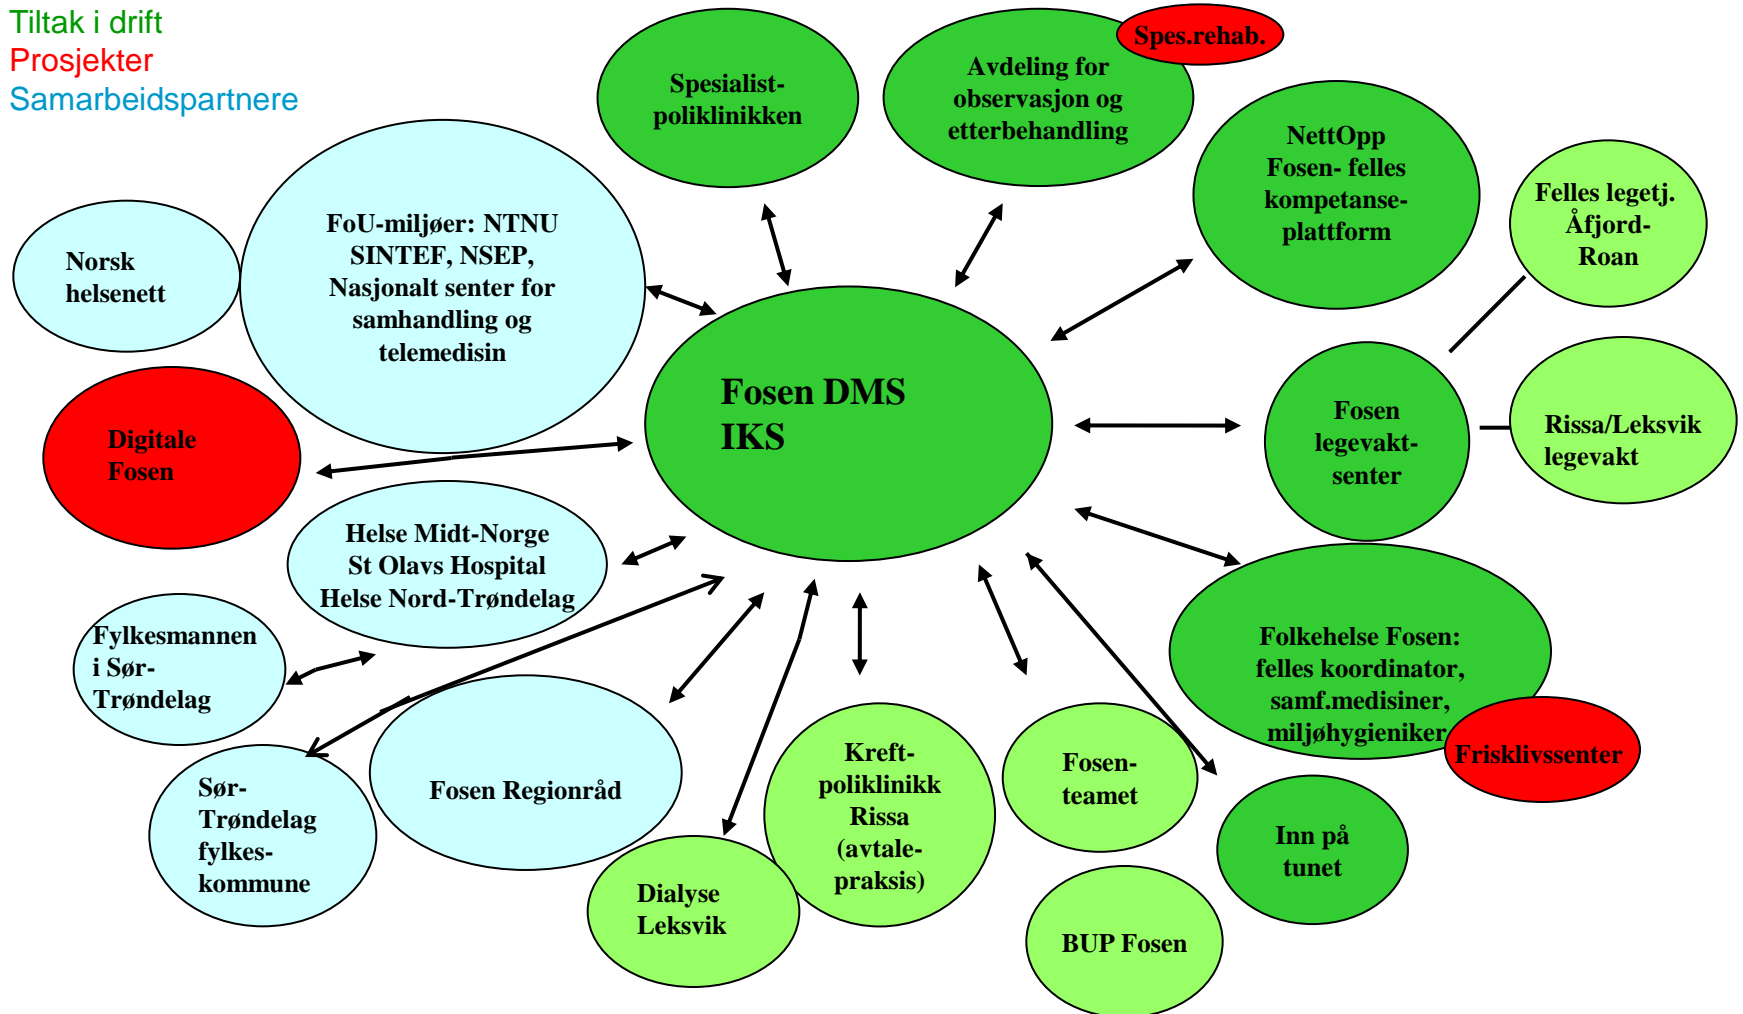 Tiltak i drift
Prosjekter
Samarbeidspartnere
Spesialist-
poliklinikken
Avdeling for
observasjon og
etterbehandling
Spes.rehab.
NettOpp
Fosen- felles
kompetanse-
plattform
Felles legetj.
Åfjord-
Roan
Norsk
helsenett
FoU-miljøer: NTNU
SINTEF, NSEP,
Nasjonalt senter for
samhandling og
telemedisin
Fosen DMS
IKS
Fosen
legevakt-
senter
Rissa/Leksvik
legevakt
Digitale
Fosen
Helse Midt-Norge
St Olavs Hospital
Helse Nord-Trøndelag
Fylkesmannen
i Sør-
Trøndelag
Folkehelse Fosen:
felles koordinator,
samf.medisiner,
miljøhygieniker
Frisklivssenter
Sør-
Trøndelag
fylkes-
kommune
Fosen Regionråd
Dialyse
Leksvik
Kreft-
poliklinikk
Rissa
(avtale-
praksis)
Fosen-
teamet
Inn på
tunet
BUP Fosen